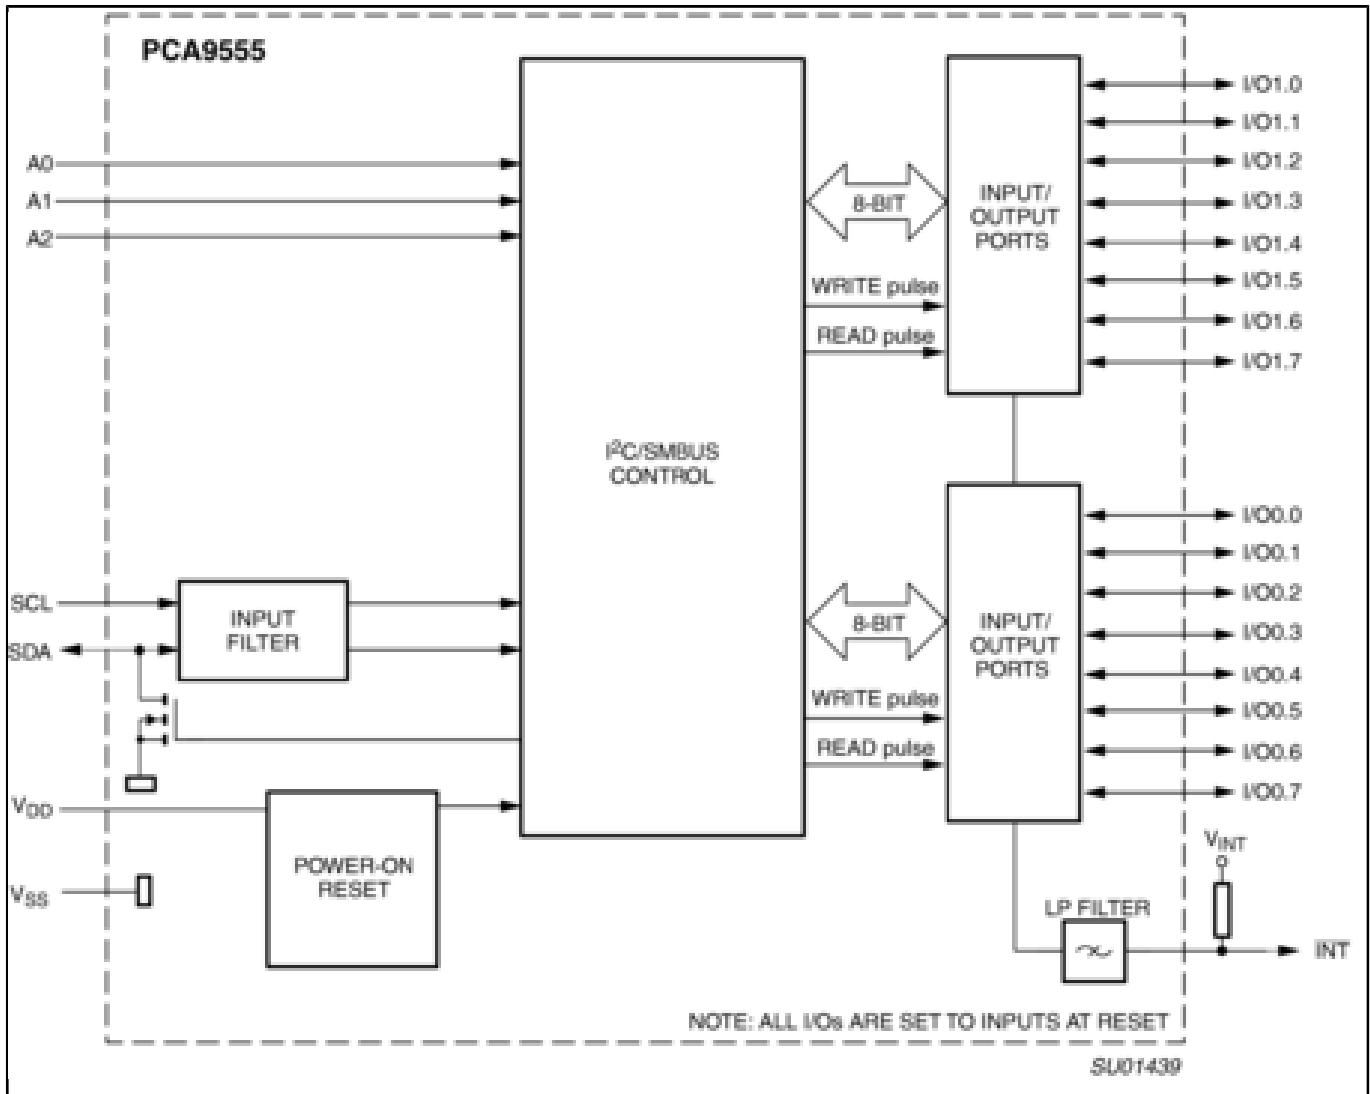 PCA9555
A0
A1
A2
SCL
SDA
VDD
VSS
INPUT
FILTER
POWER-ON
RESET
I²C/SMBUS
CONTROL
8-BIT
WRITE pulse
READ pulse
INPUT/
OUTPUT
PORTS
I/O1.0
I/O1.1
I/O1.2
I/O1.3
I/O1.4
I/O1.5
I/O1.6
I/O1.7
8-BIT
WRITE pulse
READ pulse
INPUT/
OUTPUT
PORTS
I/O0.0
I/O0.1
I/O0.2
I/O0.3
I/O0.4
I/O0.5
I/O0.6
I/O0.7
VINT
LP FILTER
INT
NOTE: ALL I/Os ARE SET TO INPUTS AT RESET
SU01439